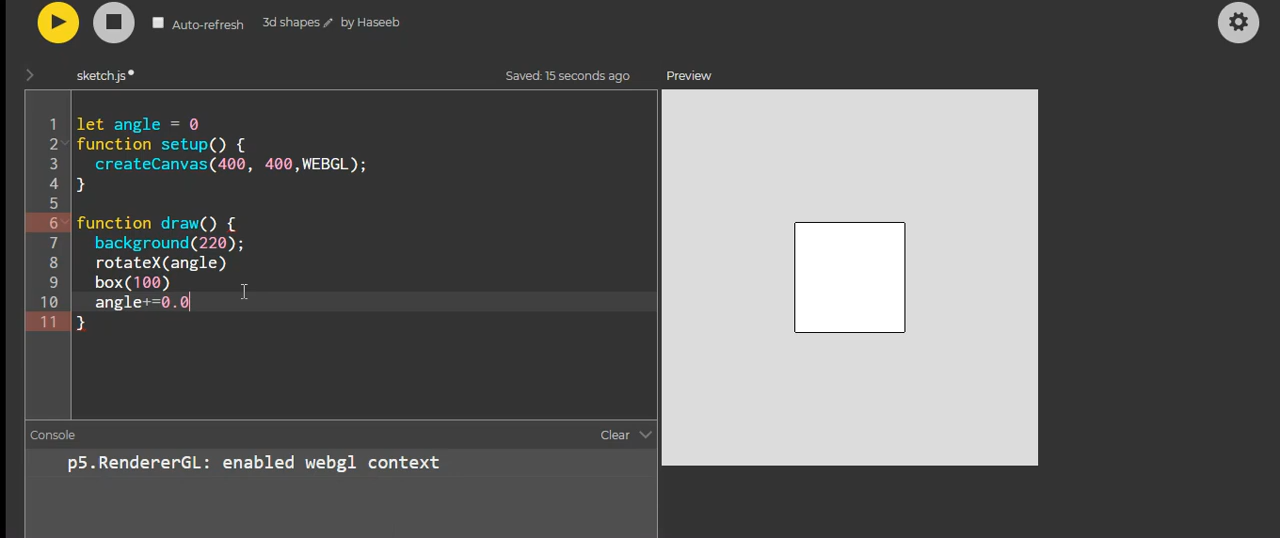 Auto-refresh 3d shapes by Haseeb
sketch.js Saved: 15 seconds ago Preview
1 let angle = 0
2 function setup() {
3 createCanvas(400, 400,WEBGL);
4 }
5
6 function draw() {
7 background(220);
8 rotateX(angle)
9 box(100)
10 angle+=0.0
11 }
Console Clear
p5.RendererGL: enabled webgl context